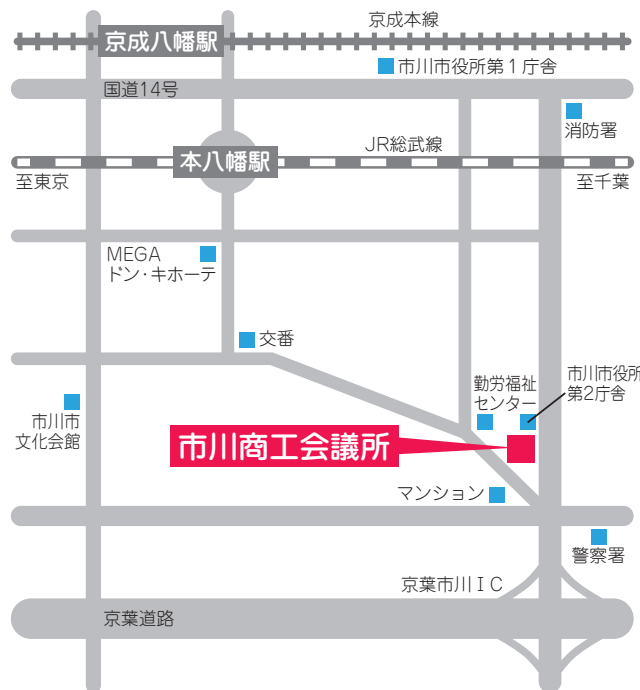 京成本線
京成八幡駅
市川市役所第1庁舎
国道14号
消防署
JR総武線
本八幡駅
至東京
至千葉
MEGA
ドン・キホーテ
交番
市川市役所
第2庁舎
勤労福祉
センター
市川市
文化会館
市川商工会議所
マンション
警察署
京葉市川IC
京葉道路